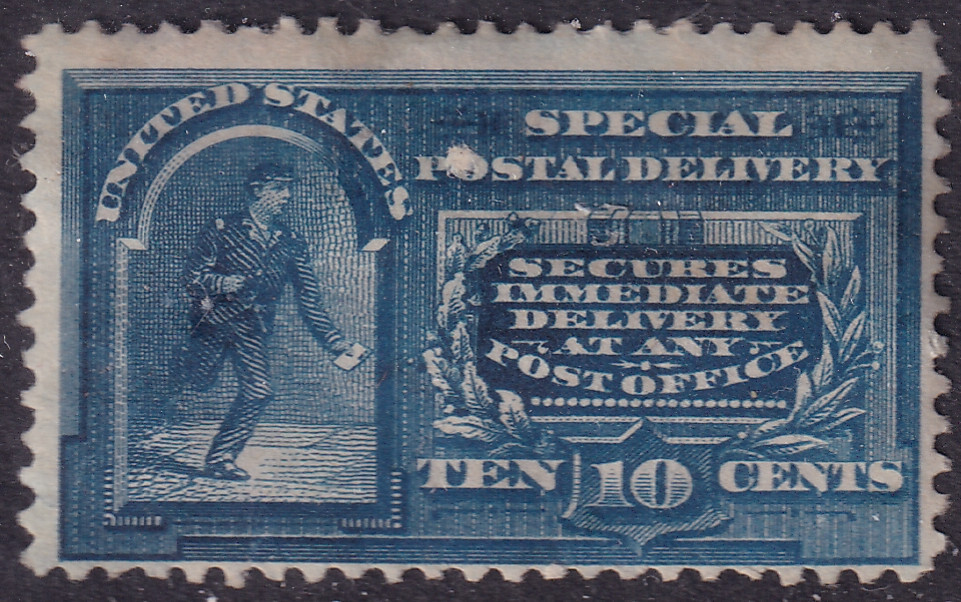 UNITED STATES
SPECIAL
POSTAL DELIVERY
SECURES
IMMEDIATE
DELIVERY
AT ANY
POST OFFICE
TEN 10 CENTS